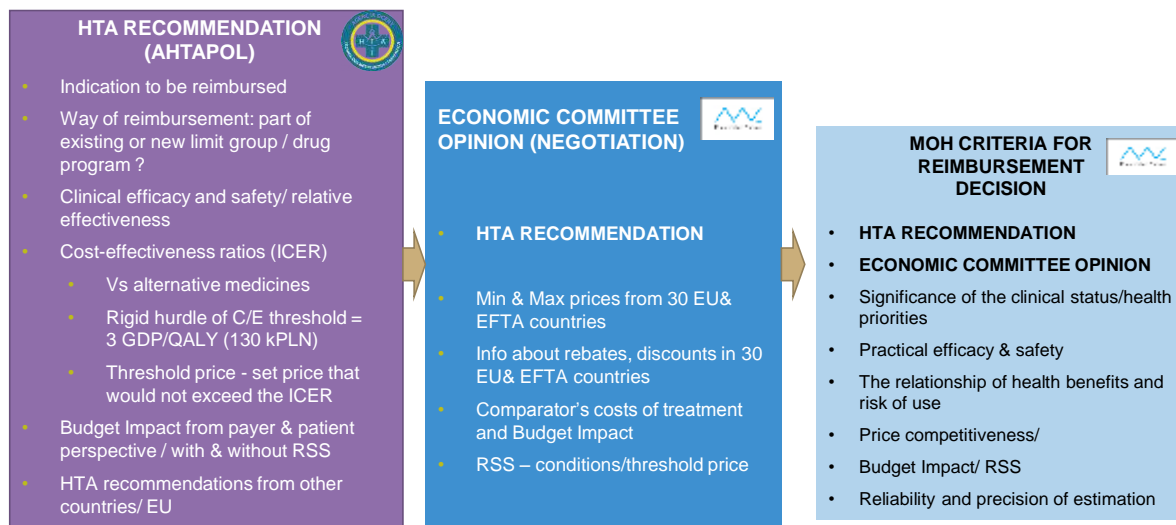 HTA RECOMMENDATION
(AHTAPOL)
HTA
• Indication to be reimbursed
• Way of reimbursement: part of
existing or new limit group / drug
program ?
• Clinical efficacy and safety/ relative
effectiveness
• Cost-effectiveness ratios (ICER)
• Vs alternative medicines
• Rigid hurdle of C/E threshold =
3 GDP/QALY (130 kPLN)
• Threshold price - set price that
would not exceed the ICER
• Budget Impact from payer & patient
perspective / with & without RSS
• HTA recommendations from other
countries/ EU
ECONOMIC COMMITTEE
OPINION (NEGOTIATION)
• HTA RECOMMENDATION
• Min & Max prices from 30 EU&
EFTA countries
• Info about rebates, discounts in 30
EU& EFTA countries
• Comparator's costs of treatment
and Budget Impact
• RSS – conditions/threshold price
MOH CRITERIA FOR
REIMBURSEMENT
DECISION
• HTA RECOMMENDATION
• ECONOMIC COMMITTEE OPINION
• Significance of the clinical status/health
priorities
• Practical efficacy & safety
• The relationship of health benefits and
risk of use
• Price competitiveness/
• Budget Impact/ RSS
• Reliability and precision of estimation